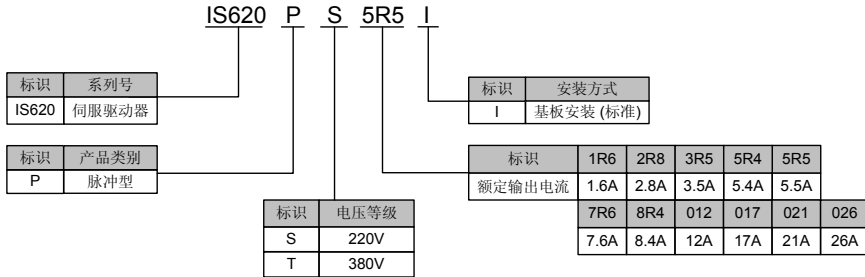 IS620 P S 5R5 I
标识 系列号
IS620 伺服驱动器
标识 产品类别
P 脉冲型
标识 电压等级
S 220V
T 380V
标识 安装方式
I 基板安装 (标准)
标识 1R6 2R8 3R5 5R4 5R5
额定输出电流 1.6A 2.8A 3.5A 5.4A 5.5A
7R6 8R4 012 017 021 026
7.6A 8.4A 12A 17A 21A 26A